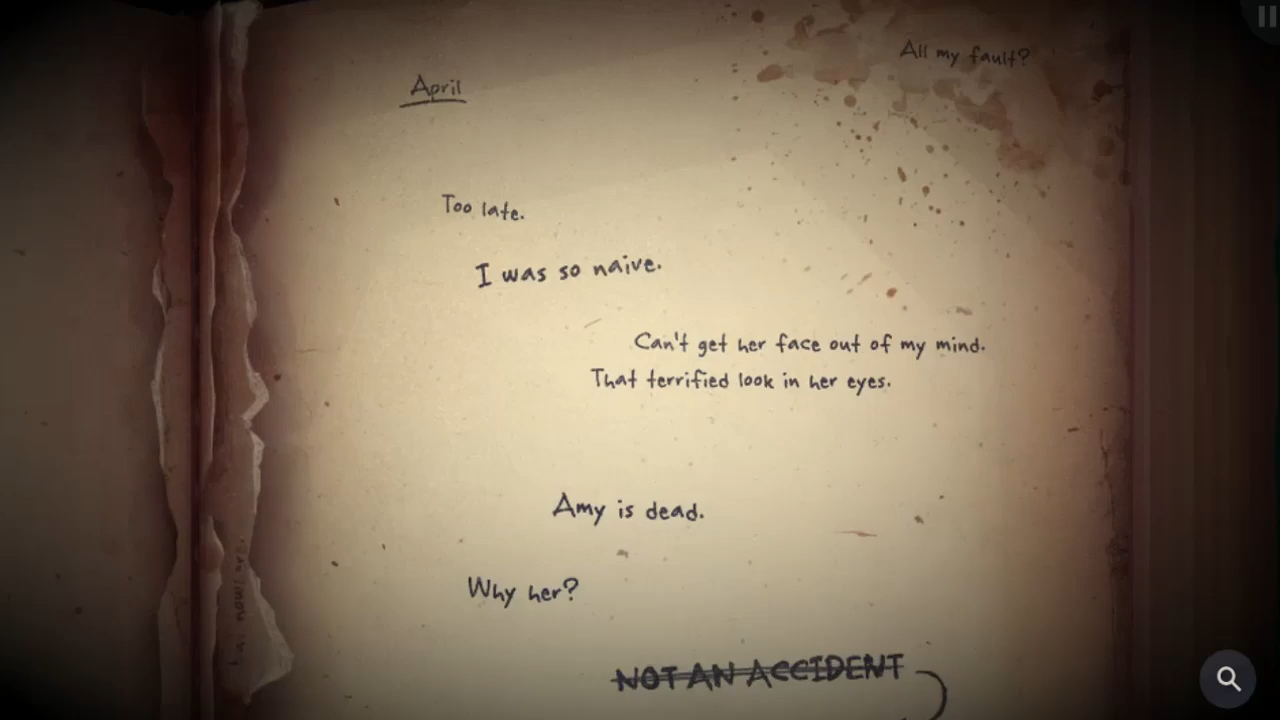 All my fault?
April
Too late.
I was so naive.
Can't get her face out of my mind.
That terrified look in her eyes.
Amy is dead.
Why her?
NOT AN ACCIDENT